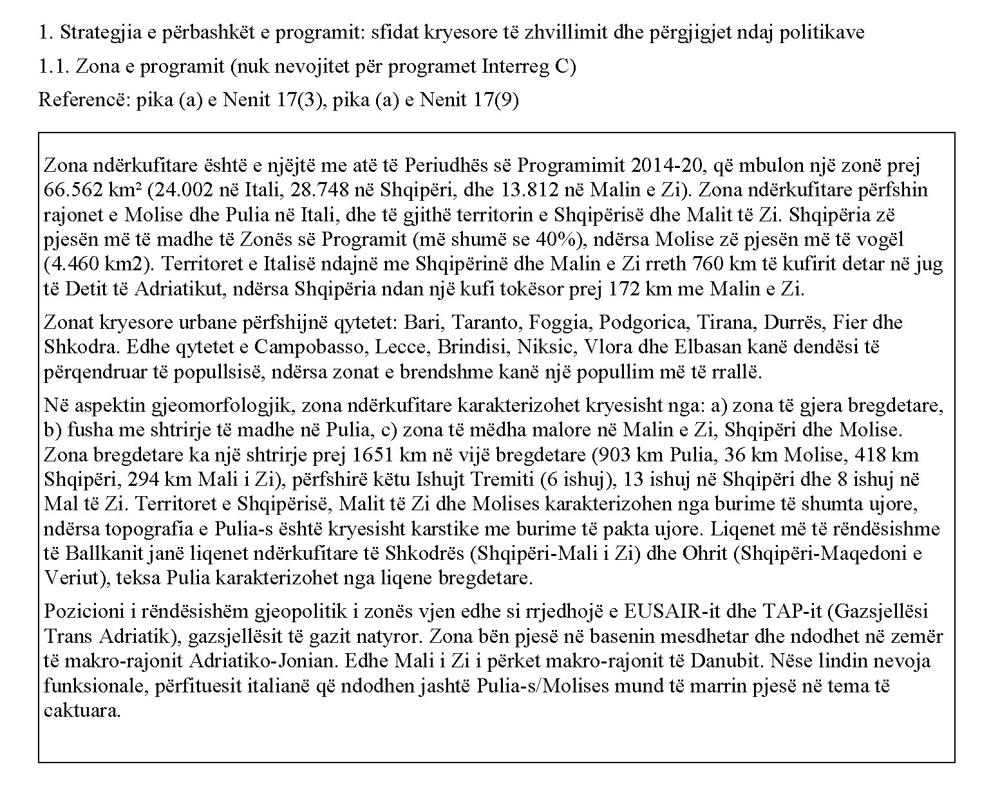 1. Strategjia e përbashkët e programit: sfidat kryesore të zhvillimit dhe përgjigjet ndaj politikave
1.1. Zona e programit (nuk nevojitet për programet Interreg C)
Referencë: pika (a) e Nenit 17(3), pika (a) e Nenit 17(9)
Zona ndërkufitare është e njëjtë me atë të Periudhës së Programimit 2014-20, që mbulon një zonë prej
66.562 km² (24.002 në Itali, 28.748 në Shqipëri, dhe 13.812 në Malin e Zi). Zona ndërkufitare përfshin
rajonet e Molise dhe Pulia në Itali, dhe të gjithë territorin e Shqipërisë dhe Malit të Zi. Shqipëria zë
pjesën më të madhe të Zonës së Programit (më shumë se 40%), ndërsa Molise zë pjesën më të vogël
(4.460 km2). Territoret e Italisë ndajnë me Shqipërinë dhe Malin e Zi rreth 760 km të kufirit detar në jug
të Detit të Adriatikut, ndërsa Shqipëria ndan një kufi tokësor prej 172 km me Malin e Zi.
Zonat kryesore urbane përfshijnë qytetet: Bari, Taranto, Foggia, Podgorica, Tirana, Durrës, Fier dhe
Shkodra. Edhe qytetet e Campobasso, Lecce, Brindisi, Niksic, Vlora dhe Elbasan kanë dendësi të
përqendruar të popullsisë, ndërsa zonat e brendshme kanë një popullim më të rrallë.
Në aspektin gjeomorfologjik, zona ndërkufitare karakterizohet kryesisht nga: a) zona të gjera bregdetare,
b) fusha me shtrirje të madhe në Pulia, c) zona të mëdha malore në Malin e Zi, Shqipëri dhe Molise.
Zona bregdetare ka një shtrirje prej 1651 km në vijë bregdetare (903 km Pulia, 36 km Molise, 418 km
Shqipëri, 294 km Mali i Zi), përfshirë këtu Ishujt Tremiti (6 ishuj), 13 ishuj në Shqipëri dhe 8 ishuj në
Mal të Zi. Territoret e Shqipërisë, Malit të Zi dhe Molises karakterizohen nga burime të shumta ujore,
ndërsa topografia e Pulia-s është kryesisht karstike me burime të pakta ujore. Liqenet më të rëndësishme
të Ballkanit janë liqenet ndërkufitare të Shkodrës (Shqipëri-Mali i Zi) dhe Ohrit (Shqipëri-Maqedoni e
Veriut), teksa Pulia karakterizohet nga liqene bregdetare.
Pozicioni i rëndësishëm gjeopolitik i zonës vjen edhe si rrjedhojë e EUSAIR-it dhe TAP-it (Gazsjellësi
Trans Adriatik), gazsjellësit të gazit natyror. Zona bën pjesë në basenin mesdhetar dhe ndodhet në zemër
të makro-rajonit Adriatiko-Jonian. Edhe Mali i Zi i përket makro-rajonit të Danubit. Nëse lindin nevoja
funksionale, përfituesit italianë që ndodhen jashtë Pulia-s/Molises mund të marrin pjesë në tema të
caktuara.